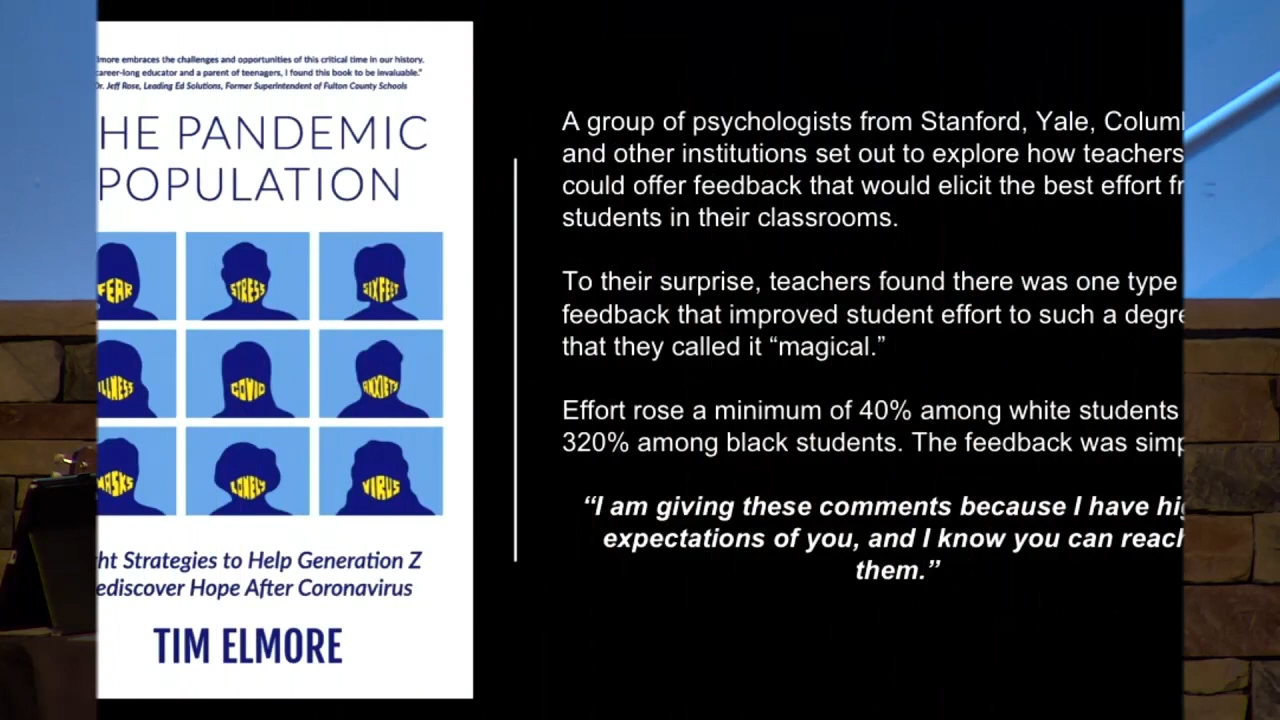 lmore embraces the challenges and opportunities of this critical time in our history.
career-long educator and a parent of teenagers, I found this book to be invaluable."
Dr. Jeff Rose, Leading Ed Solutions, Former Superintendent of Fulton County Schools
HE PANDEMIC
POPULATION
FEAR
STRESS
SIX FEET
ILLNESS
COVID
ANXIETY
MASKS
LONELY
VIRUS
ht Strategies to Help Generation Z
ediscover Hope After Coronavirus
TIM ELMORE
A group of psychologists from Stanford, Yale, Colum
and other institutions set out to explore how teachers
could offer feedback that would elicit the best effort fr
students in their classrooms.
To their surprise, teachers found there was one type
feedback that improved student effort to such a degre
that they called it “magical.”
Effort rose a minimum of 40% among white students
320% among black students. The feedback was simp
“I am giving these comments because I have hig
expectations of you, and I know you can reach
them.”